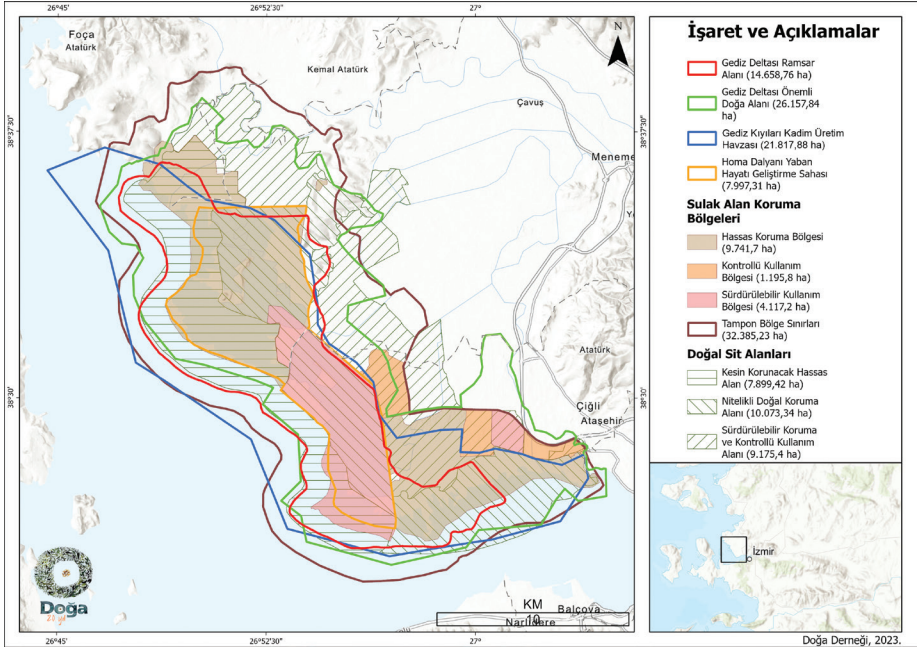 26°45'
26°52'30"
27°
Foça
Atatürk
Kemal Atatürk
Çavuş
38°37'30"
38°37'30"
Meneme
Atatürk
38°30'
38°30'
Çiğli
Ataşehir
Doğa
KM
10
Balçova
Narlıdere
26°45'
26°52'30"
27°
N
İşaret ve Açıklamalar
Gediz Deltası Ramsar
Alanı (14.658,76 ha)
Gediz Deltası Önemli
Doğa Alanı (26.157,84
ha)
Gediz Kıyıları Kadim Üretim
Havzası (21.817,88 ha)
Homa Dalyanı Yaban
Hayatı Geliştirme Sahası
(7.997,31 ha)
Sulak Alan Koruma
Bölgeleri
Hassas Koruma Bölgesi
(9.741,7 ha)
Kontrollü Kullanım
Bölgesi (1.195,8 ha)
Sürdürülebilir Kullanım
Bölgesi (4.117,2 ha)
Tampon Bölge Sınırları
(32.385,23 ha)
Doğal Sit Alanları
Kesin Korunacak Hassas
Alan (7.899,42 ha)
Nitelikli Doğal Koruma
Alanı (10.073,34 ha)
Sürdürülebilir Koruma
ve Kontrollü Kullanım
Alanı (9.175,4 ha)
İzmir
Doğa Derneği, 2023.